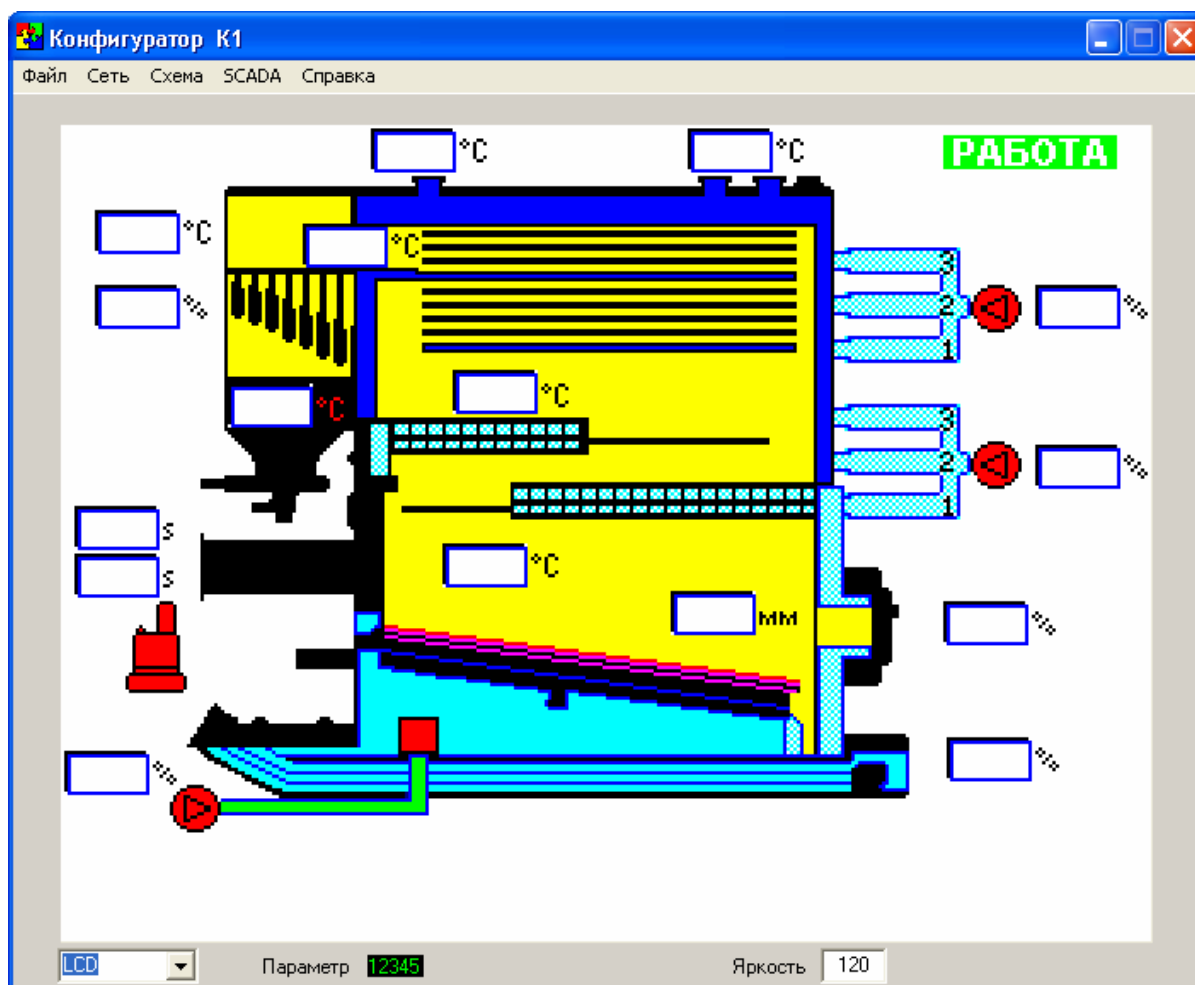 Конфигуратор К1
Файл Сеть Схема SCADA Справка
°C °C РАБОТА
°C
°C
3
% 2 %
1
°C
°C
3
2 %
1
s
°C
s
мм %
% %
LCD Параметр 12345 Яркость 120